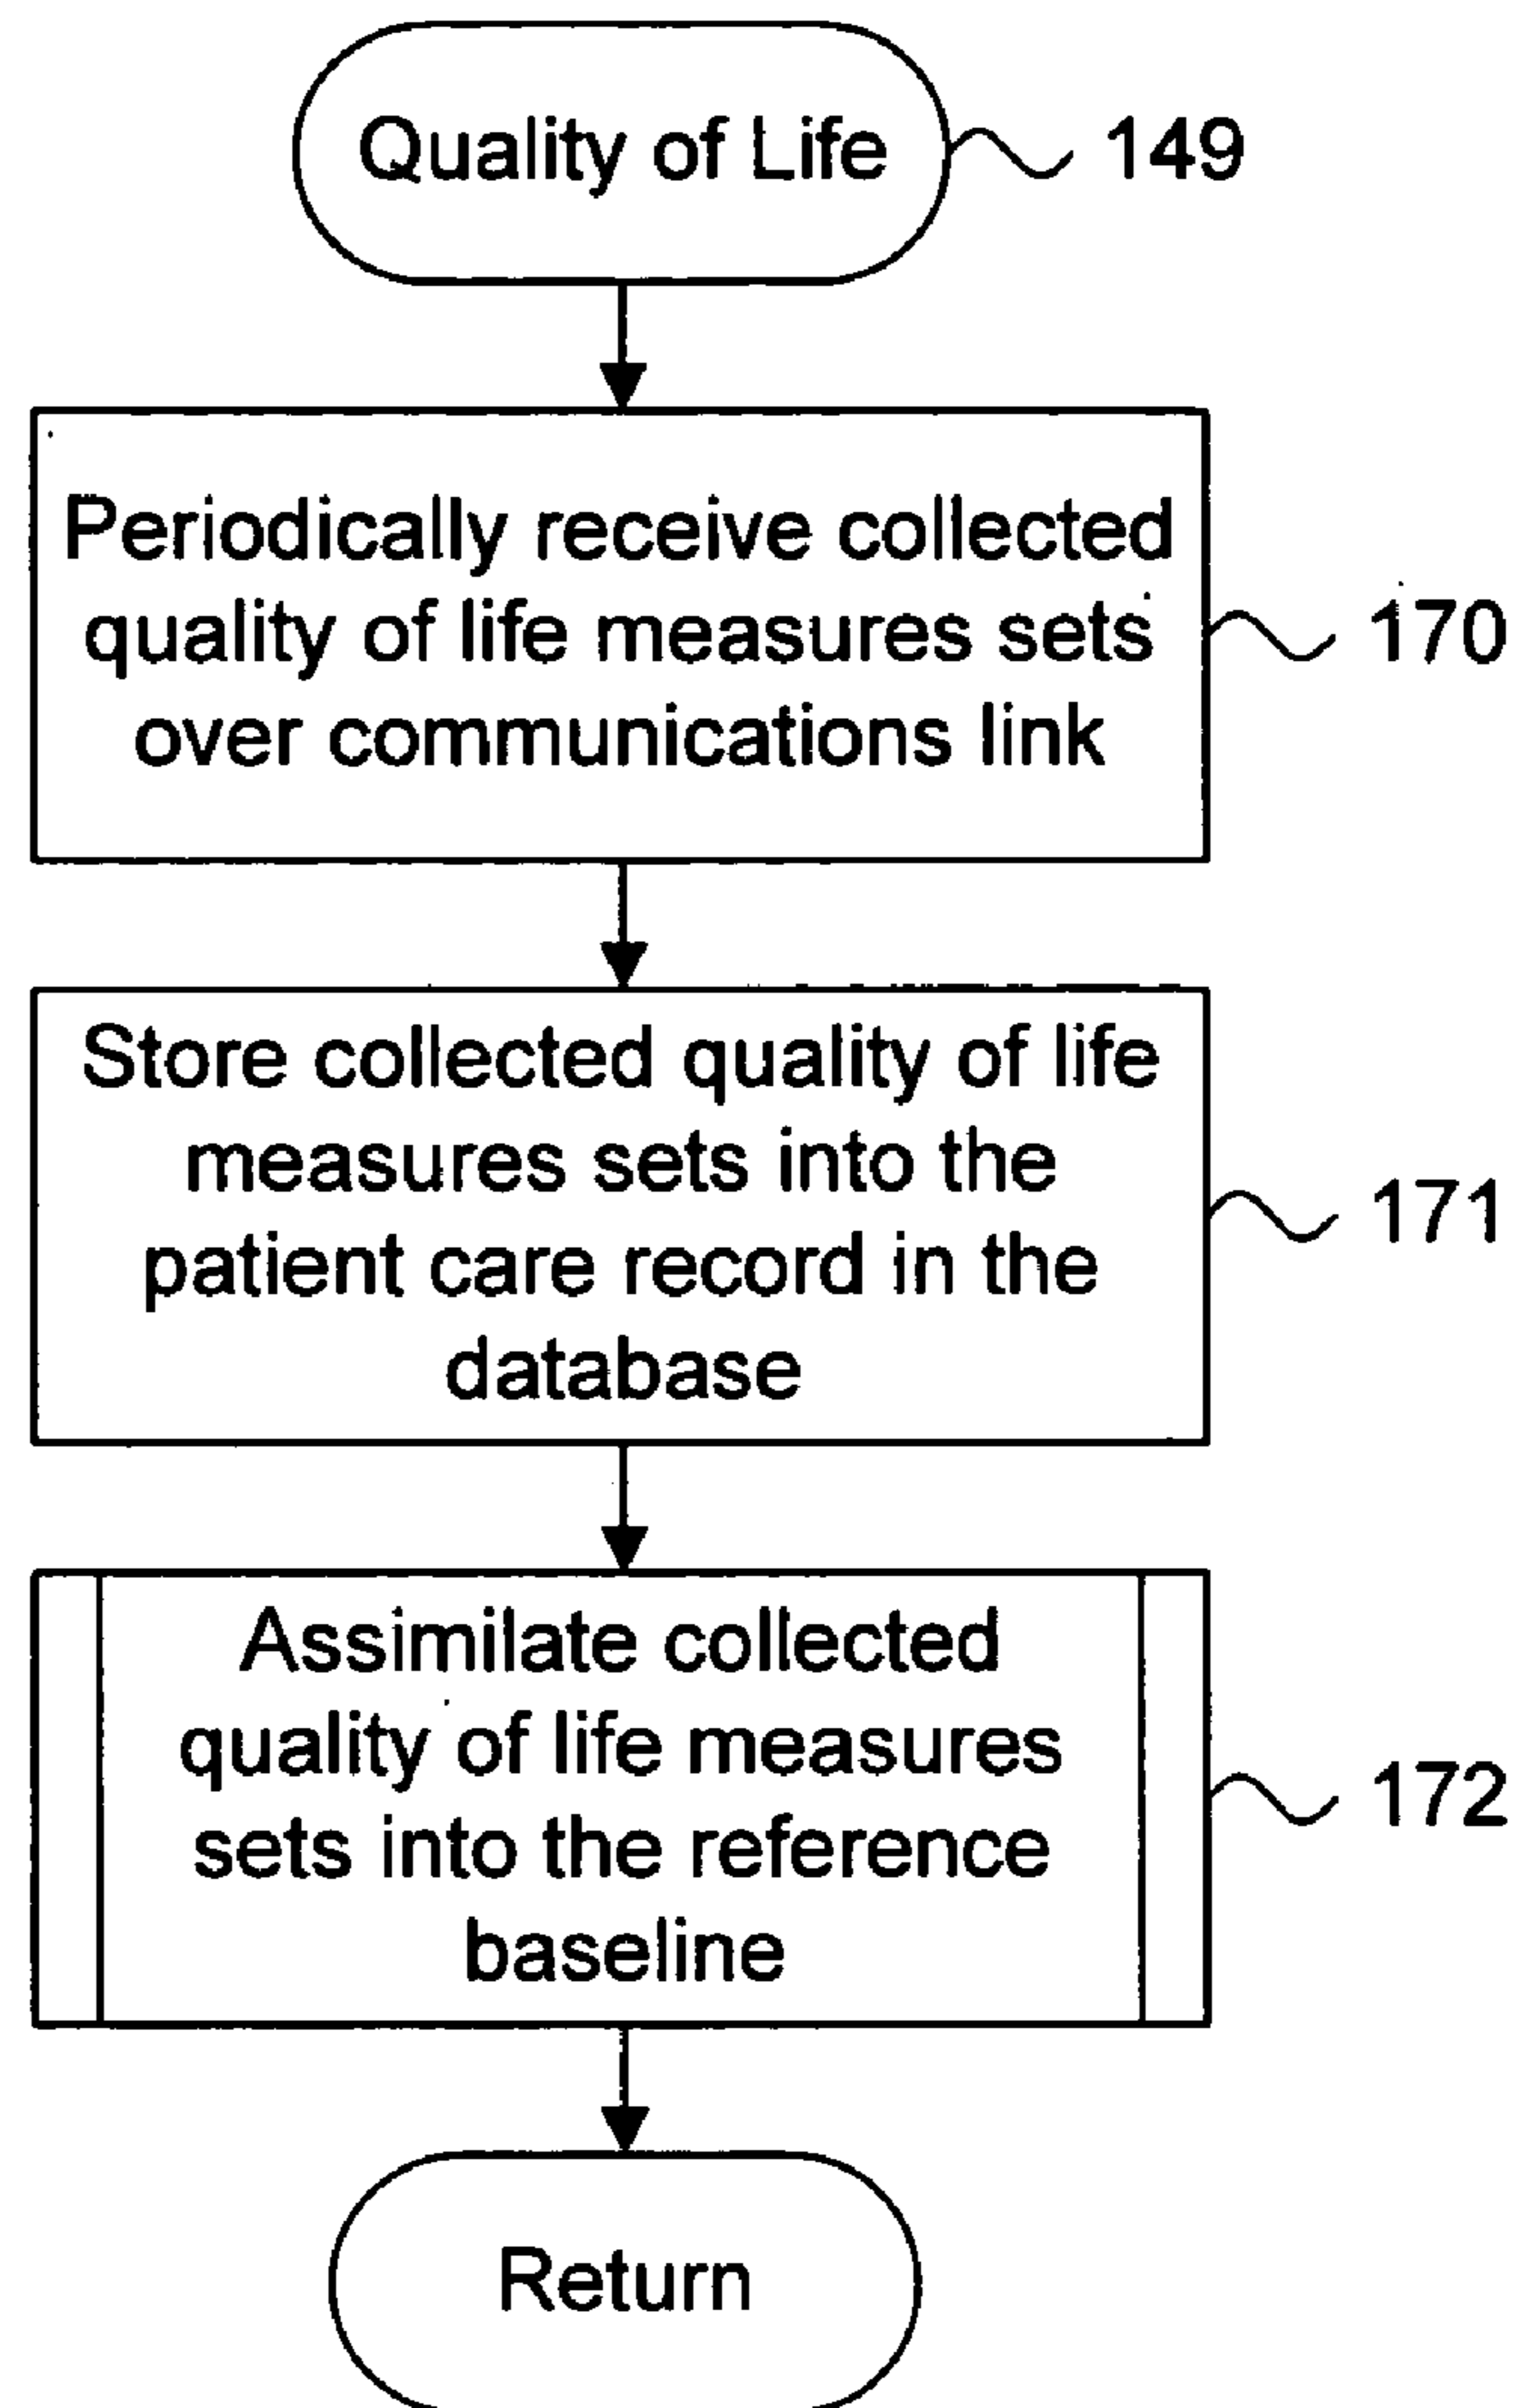 Quality of Life
149
Periodically receive collected
quality of life measures sets
over communications link
170
Store collected quality of life
measures sets into the
patient care record in the
database
171
Assimilate collected
quality of life measures
sets into the reference
baseline
172
Return